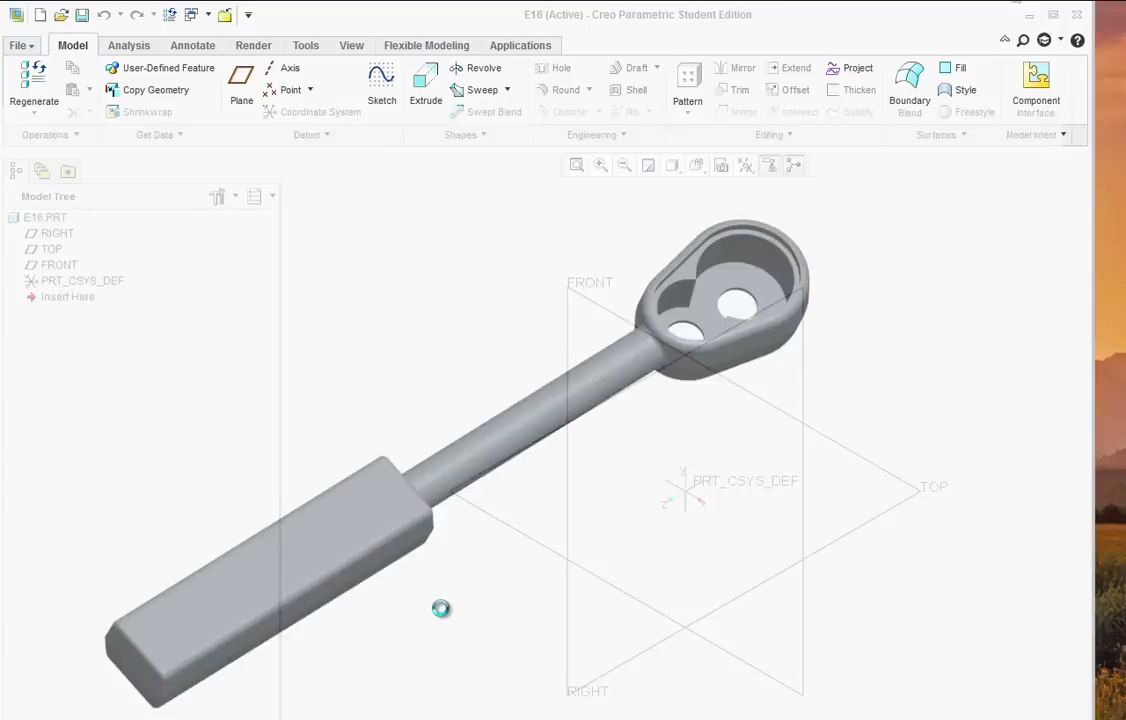 E16 (Active) - Creo Parametric Student Edition
File Model Analysis Annotate Render Tools View Flexible Modeling Applications
User-Defined Feature Axis Revolve Hole Draft Mirror Extend Project Fill
Copy Geometry Point Sweep Round Shell Trim Offset Thicken Style
Regenerate Plane Sketch Extrude Pattern Boundary Blend Component Interface
Shrinkwrap Coordinate System Swept Blend Chamfer Rib Merge Intersect Solidify Freestyle
Operations Get Data Datum Shapes Engineering Editing Surfaces Model Intent
Model Tree
E16.PRT
RIGHT
TOP
FRONT
PRT_CSYS_DEF
Insert Here
FRONT
Y
PRT_CSYS_DEF
Z X
TOP
RIGHT